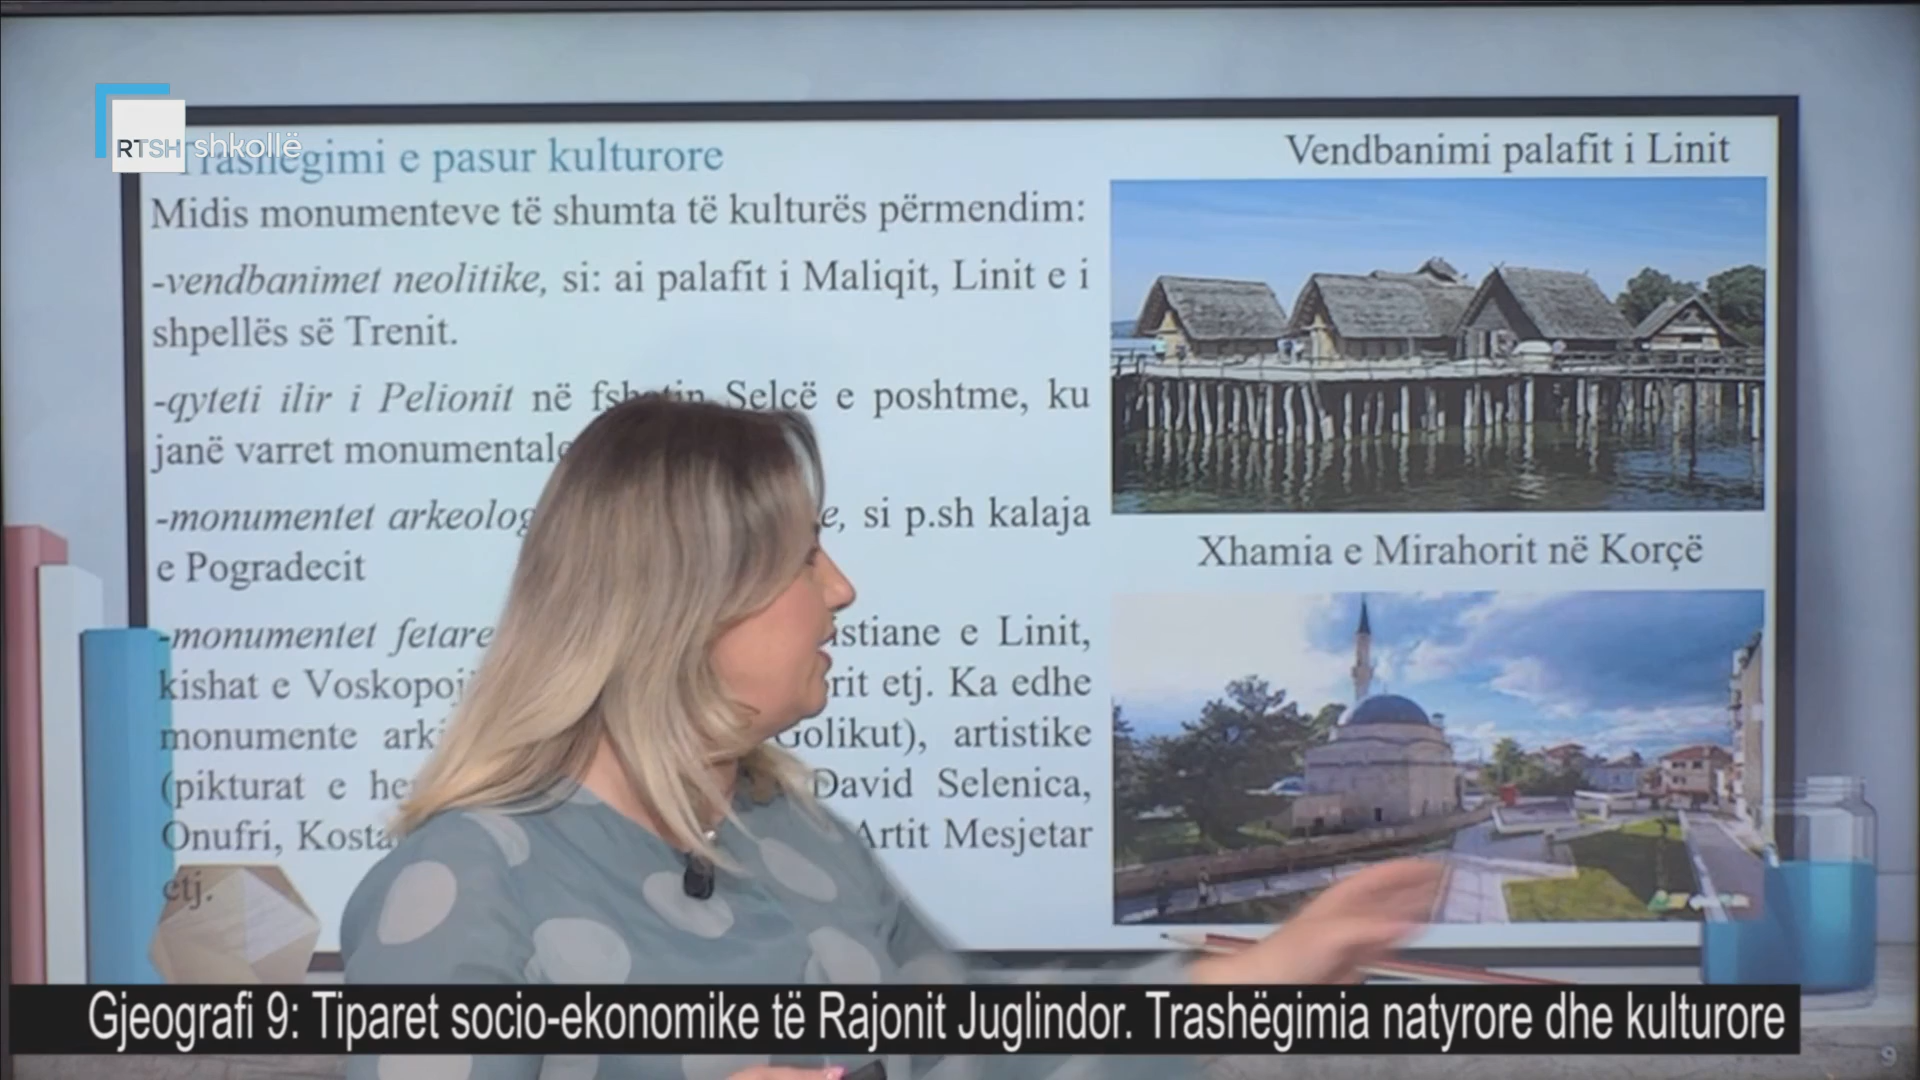 RTSH shkollë
Trashëgimi e pasur kulturore
Midis monumenteve të shumta të kulturës përmendim:
-vendbanimet neolitike, si: ai palafit i Maliqit, Linit e i
shpellës së Trenit.
-qyteti ilir i Pelionit në fshatin Selcë e poshtme, ku
janë varret monumentale
-monumentet arkeolog e, si p.sh kalaja
e Pogradecit
-monumentet fetare istiane e Linit,
kishat e Voskopoj rit etj. Ka edhe
monumente arki Golikut), artistike
(pikturat e he David Selenica,
Onufri, Kosta Artit Mesjetar
etj.
Vendbanimi palafit i Linit
Xhamia e Mirahorit në Korçë
Gjeografi 9: Tiparet socio-ekonomike të Rajonit Juglindor. Trashëgimia natyrore dhe kulturore
9